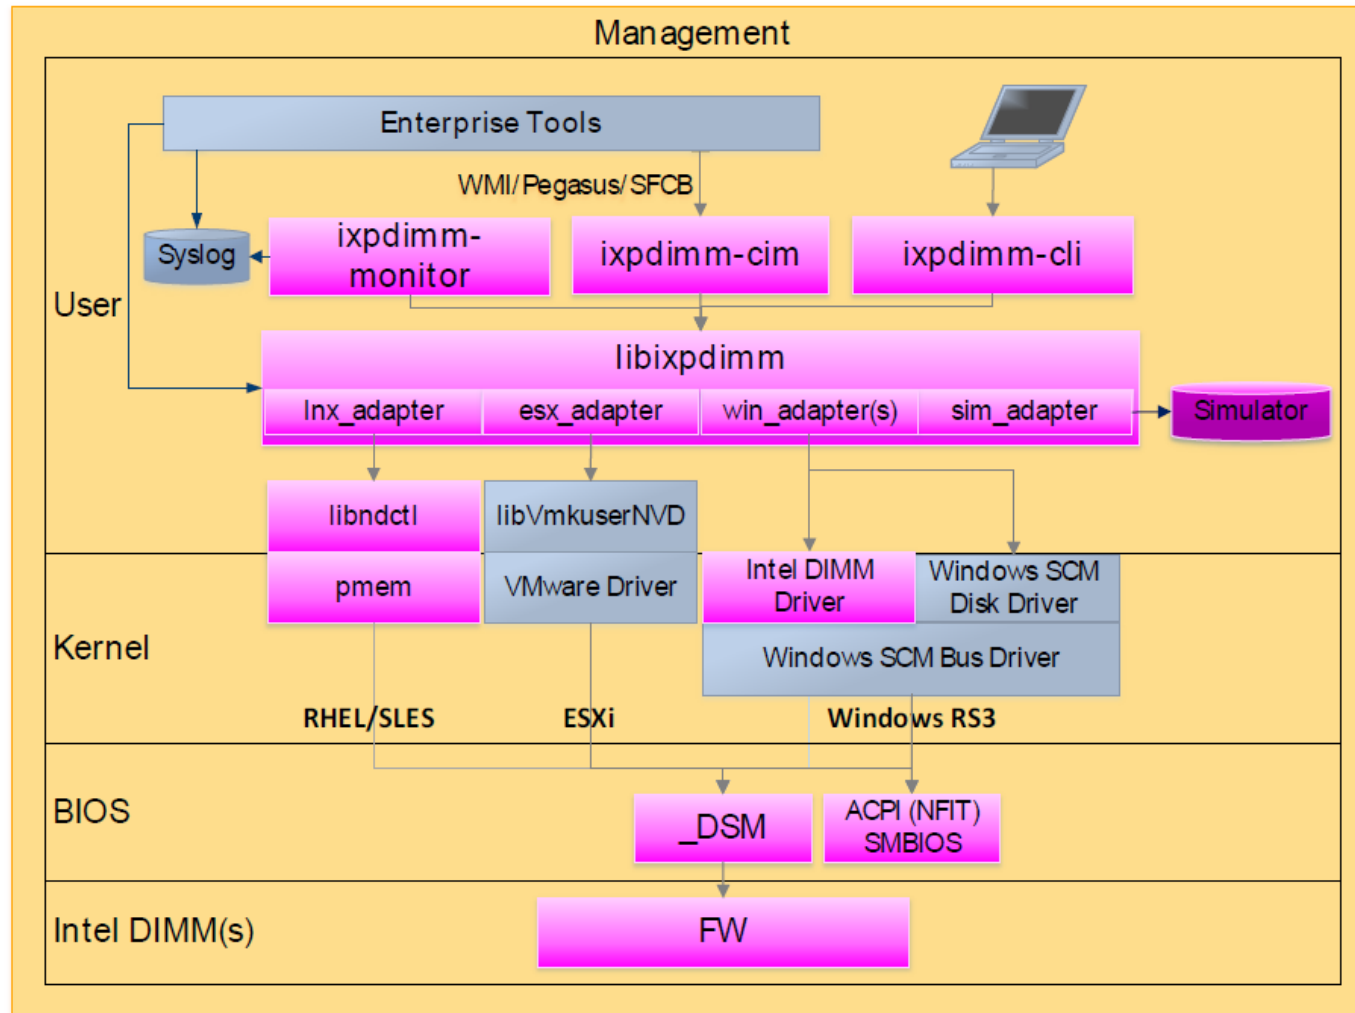 Management
Enterprise Tools
WMI/Pegasus/SFCB
Syslog
ixpdimm-
monitor
ixpdimm-cim
ixpdimm-cli
User
libixpdimm
lnx_adapter
esx_adapter
win_adapter(s)
sim_adapter
Simulator
libndctl
libVmkuserNVD
pmem
VMware Driver
Intel DIMM
Driver
Windows SCM
Disk Driver
Kernel
Windows SCM Bus Driver
RHEL/SLES
ESXi
Windows RS3
BIOS
_DSM
ACPI (NFIT)
SMBIOS
Intel DIMM(s)
FW